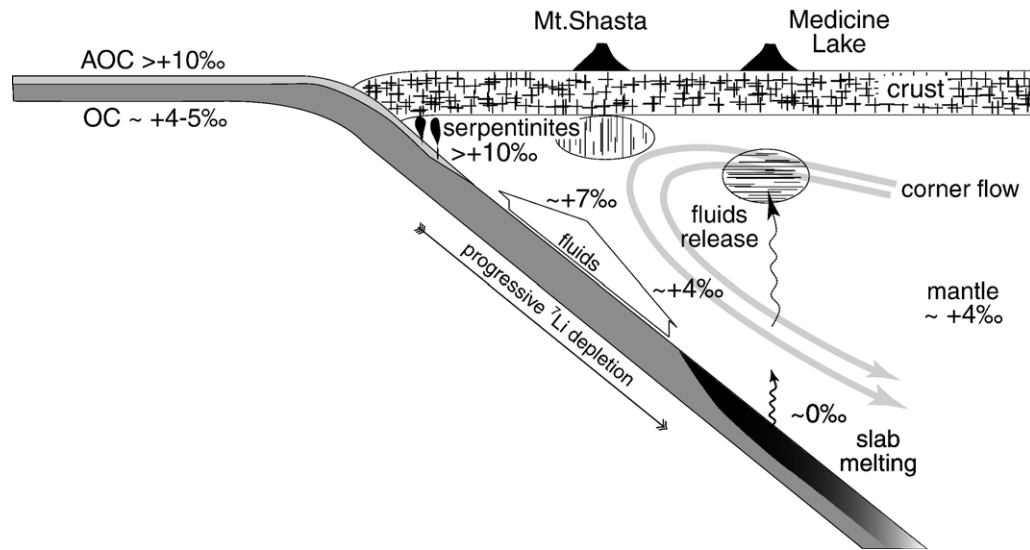 Mt.Shasta
Medicine
Lake
AOC >+10‰
OC ~ +4-5‰
crust
serpentinites
>+10‰
~+7‰
fluids
~+4‰
progressive ⁷Li depletion
fluids
release
corner flow
mantle
~ +4‰
~0‰
slab
melting